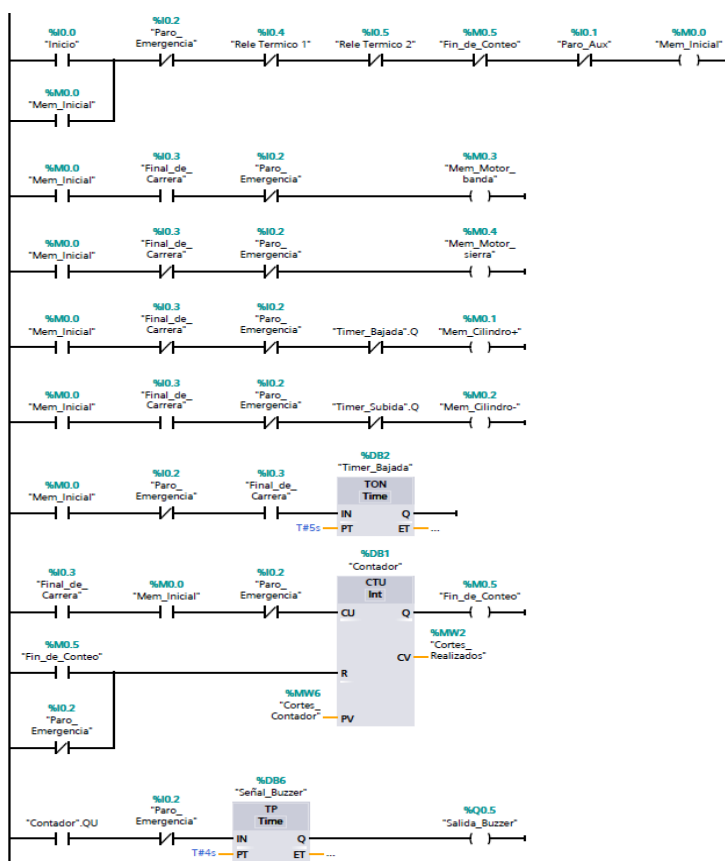 %I0.0 %I0.2 %I0.4 %I0.5 %M0.5 %I0.1 %M0.0
"Inicio" "Paro_ "Rele Termico 1" "Rele Termico 2" "Fin_de_Conteo" "Paro_Aux" "Mem_Inicial"
Emergencia"
%M0.0
"Mem_Inicial"
%M0.0 %I0.3 %I0.2 %M0.3
"Mem_Inicial" "Final_de_ "Paro_ "Mem_Motor_
Carrera" Emergencia" banda"
%M0.0 %I0.3 %I0.2 %M0.4
"Mem_Inicial" "Final_de_ "Paro_ "Mem_Motor_
Carrera" Emergencia" sierra"
%M0.0 %I0.3 %I0.2 %M0.1
"Mem_Inicial" "Final_de_ "Paro_ "Timer_Bajada".Q "Mem_Cilindro+"
Carrera" Emergencia"
%M0.0 %I0.3 %I0.2 %M0.2
"Mem_Inicial" "Final_de_ "Paro_ "Timer_Subida".Q "Mem_Cilindro-"
Carrera" Emergencia"
%DB2
"Timer_Bajada"
%M0.0 %I0.2 %I0.3 TON
"Mem_Inicial" "Paro_ "Final_de_ Time
Emergencia" Carrera"
IN Q
T#5s PT ET ...
%DB1
"Contador"
%I0.3 %M0.0 %I0.2 CTU %M0.5
"Final_de_ "Mem_Inicial" "Paro_ Int "Fin_de_Conteo"
Carrera" Emergencia"
CU Q
%M0.5 %MW2
"Fin_de_Conteo" "Cortes_
CV Realizados"
R
%I0.2 %MW6
"Paro_ "Cortes_
Emergencia" Contador" PV
%DB6
"Señal_Buzzer"
%I0.2 TP %Q0.5
"Contador".QU "Paro_ Time "Salida_Buzzer"
Emergencia"
IN Q
T#4s PT ET ...